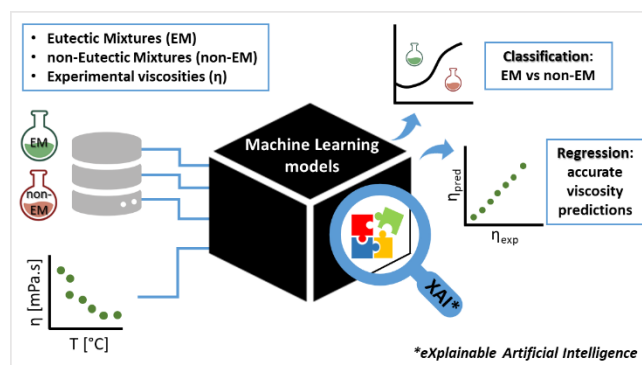 • Eutectic Mixtures (EM)
• non-Eutectic Mixtures (non-EM)
• Experimental viscosities (η)
EM
non-
EM
η [mPa.s]
T [°C]
Machine Learning
models
XAI*
Classification:
EM vs non-EM
Regression:
accurate
viscosity
predictions
ηpred
ηexp
*eXplainable Artificial Intelligence